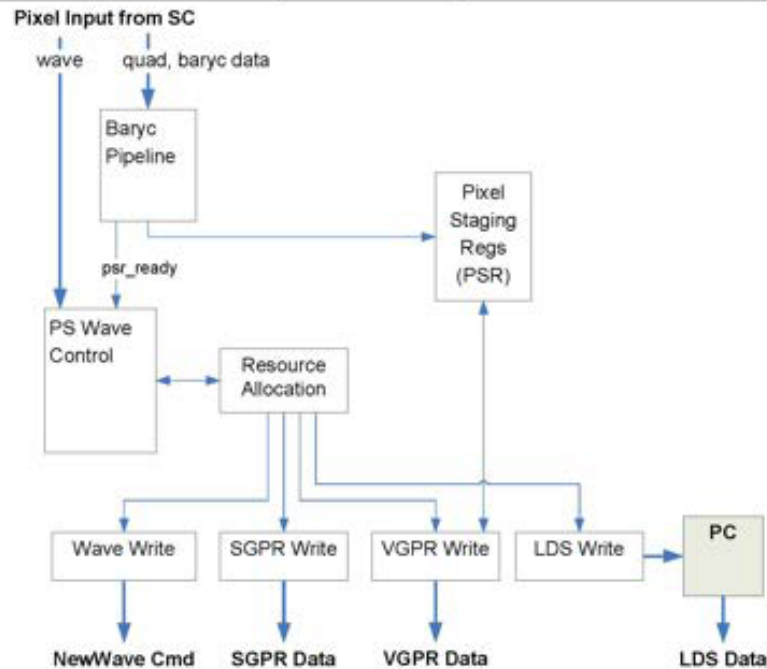 Pixel Input from SC
wave
quad, baryc data
Baryc
Pipeline
Pixel
Staging
Regs
(PSR)
psr_ready
PS Wave
Control
Resource
Allocation
Wave Write
SGPR Write
VGPR Write
LDS Write
PC
NewWave Cmd
SGPR Data
VGPR Data
LDS Data